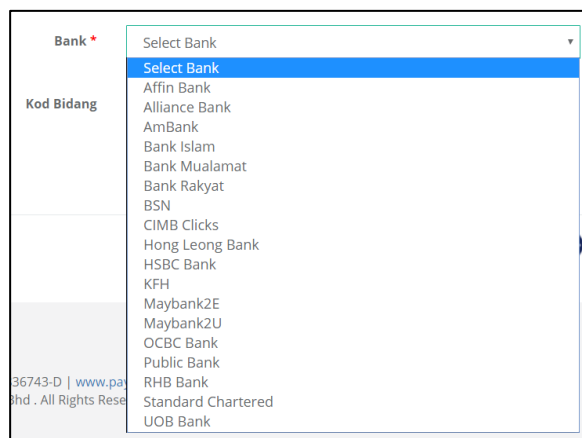 Bank * Select Bank
Select Bank
Affin Bank
Alliance Bank
Kod Bidang
AmBank
Bank Islam
Bank Mualamat
Bank Rakyat
BSN
CIMB Clicks
Hong Leong Bank
HSBC Bank
KFH
Maybank2E
Maybank2U
OCBC Bank
Public Bank
36743-D | www.pay
RHB Bank
Bhd . All Rights Rese
Standard Chartered
UOB Bank